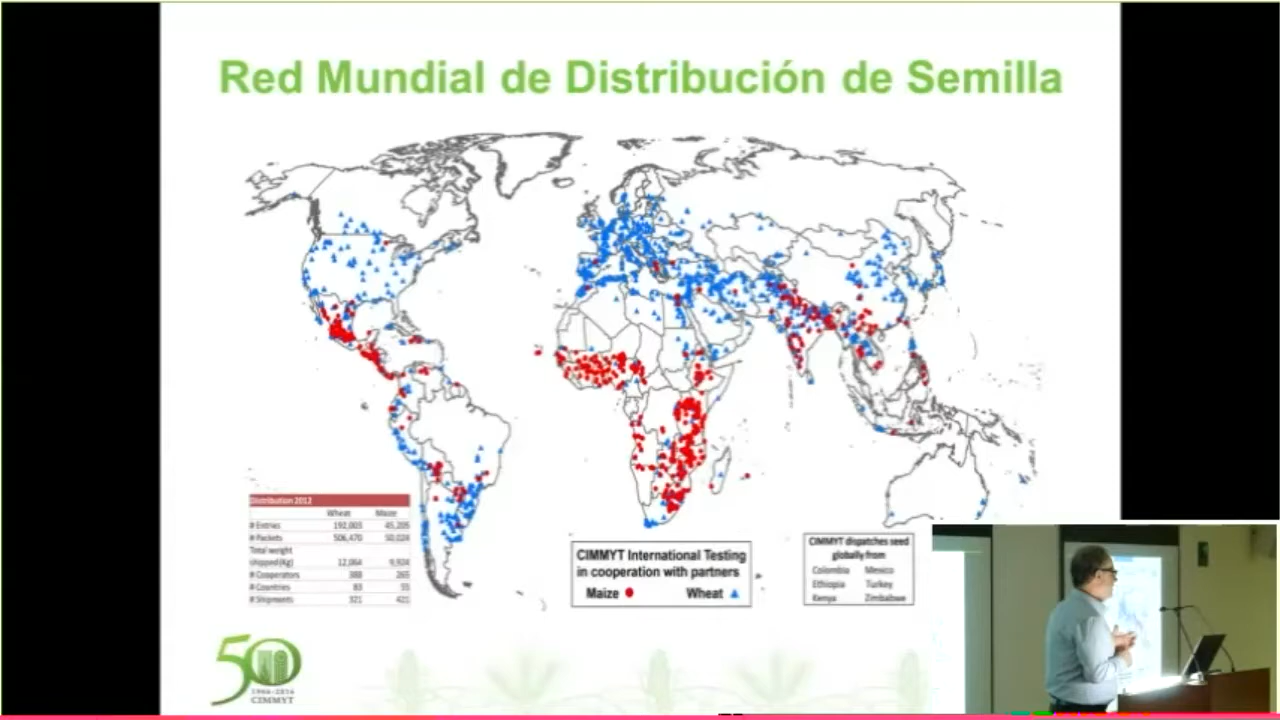 Red Mundial de Distribución de Semilla
Distribution 2012
Wheat Maize
# Entries 192,003 45,205
# Packets 506,470 50,024
Total weight
shipped(Kg) 12,064 9,924
# Cooperators 388 265
# Countries 83
# Shipments 321 421
CIMMYT International Testing
in cooperation with partners
Maize Wheat
CIMMYT dispatches seed
globally from
Colombia Mexico
Ethiopia Turkey
Kenya Zimbabwe
50
1966-2016
CIMMYT